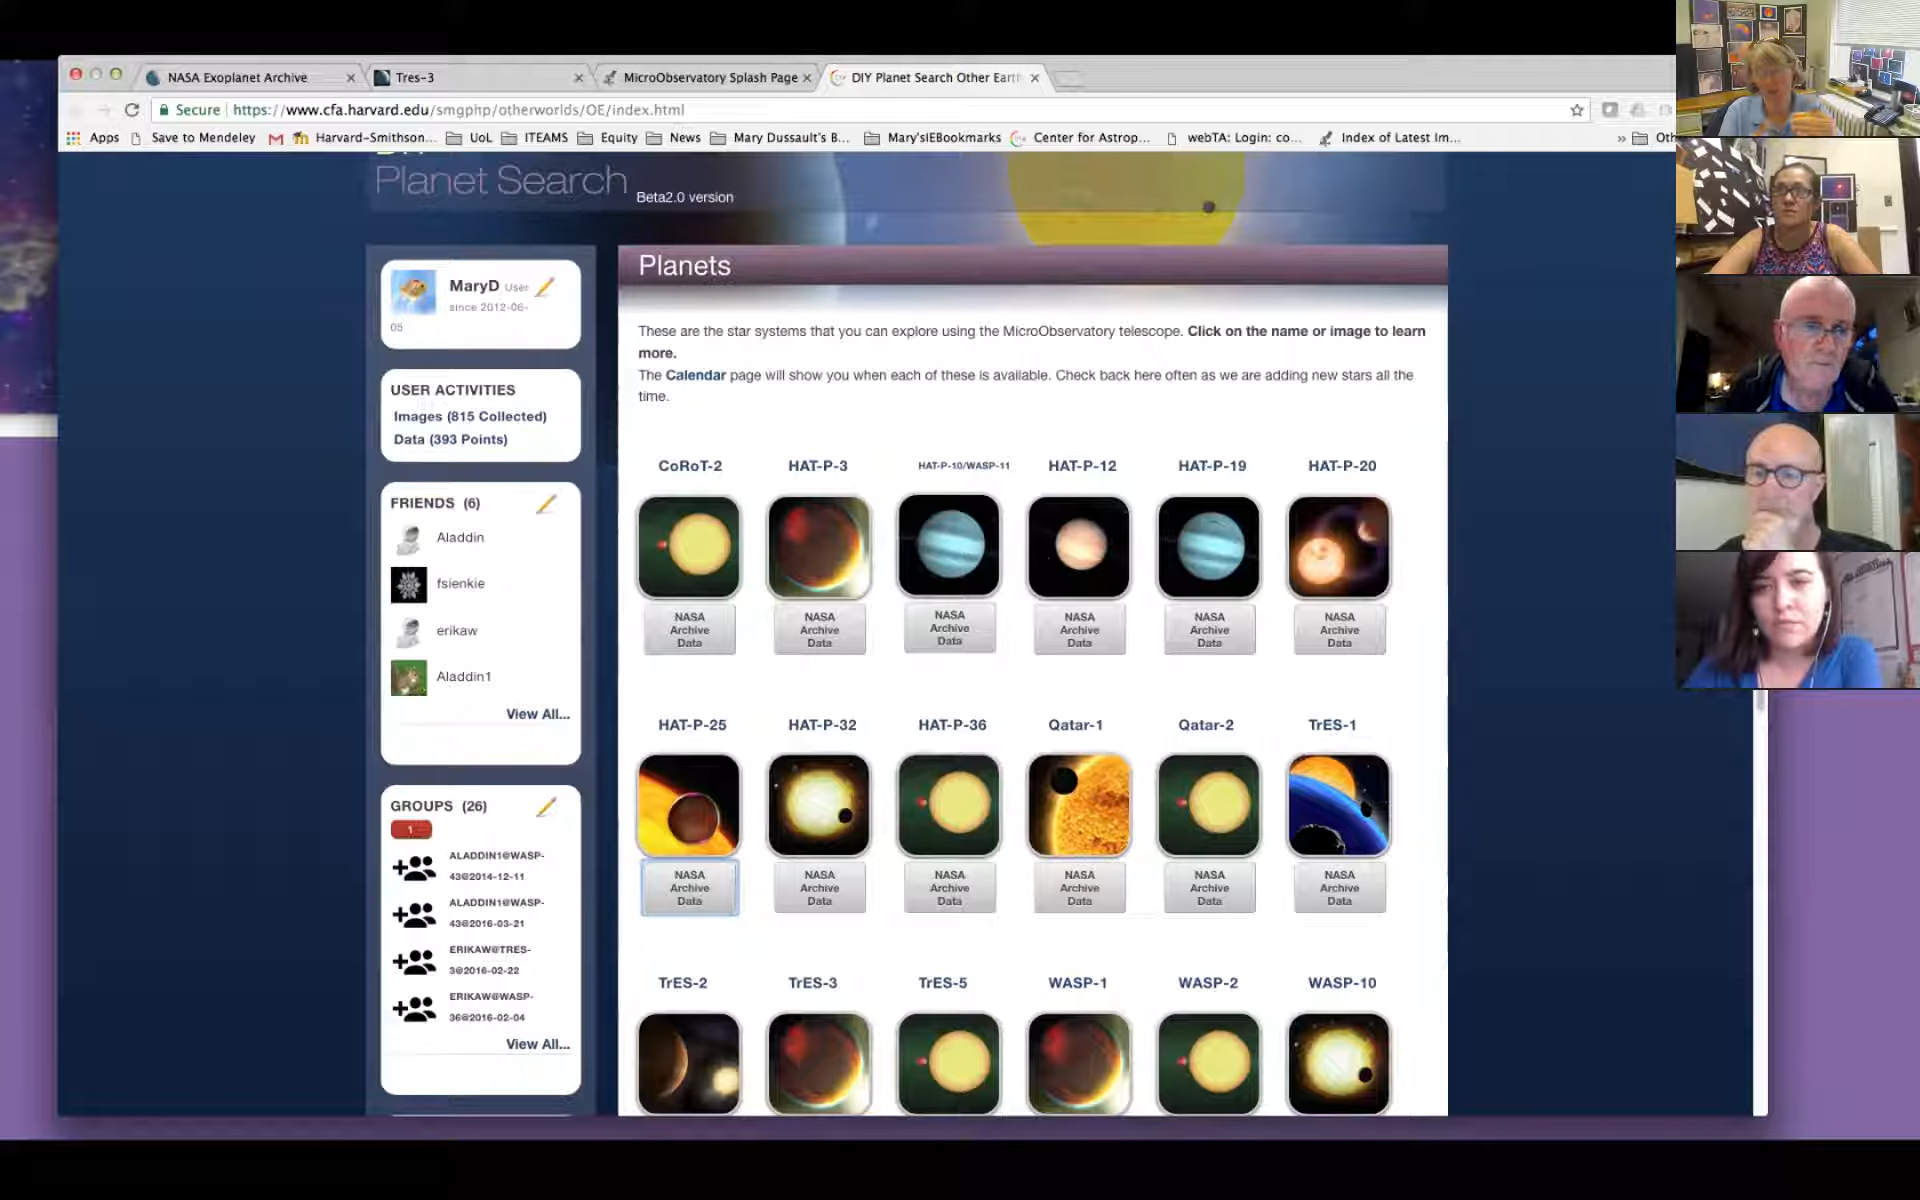 NASA Exoplanet Archive
Tres-3
MicroObservatory Splash Page
DIY Planet Search Other Earth
Secure
https://www.cfa.harvard.edu/smgphp/otherworlds/OE/index.html
Apps
Save to Mendeley
Harvard-Smithson...
UoL
ITEAMS
Equity
News
Mary Dussault's B...
Mary'sIEBookmarks
Center for Astrop...
webTA: Login: co...
Index of Latest Im...
»
Oth
Planet Search
Beta2.0 version
MaryD User
since 2012-06-
05
USER ACTIVITIES
Images (815 Collected)
Data (393 Points)
FRIENDS (6)
Aladdin
fsienkie
erikaw
Aladdin1
View All...
GROUPS (26)
1
ALADDIN1@WASP-
43@2014-12-11
ALADDIN1@WASP-
43@2016-03-21
ERIKAW@TRES-
3@2016-02-22
ERIKAW@WASP-
36@2016-02-04
View All...
Planets
These are the star systems that you can explore using the MicroObservatory telescope. Click on the name or image to learn
more.
The Calendar page will show you when each of these is available. Check back here often as we are adding new stars all the
time.
CoRoT-2
HAT-P-3
HAT-P-10/WASP-11
HAT-P-12
HAT-P-19
HAT-P-20
NASA
Archive
Data
NASA
Archive
Data
NASA
Archive
Data
NASA
Archive
Data
NASA
Archive
Data
NASA
Archive
Data
HAT-P-25
HAT-P-32
HAT-P-36
Qatar-1
Qatar-2
TrES-1
NASA
Archive
Data
NASA
Archive
Data
NASA
Archive
Data
NASA
Archive
Data
NASA
Archive
Data
NASA
Archive
Data
TrES-2
TrES-3
TrES-5
WASP-1
WASP-2
WASP-10